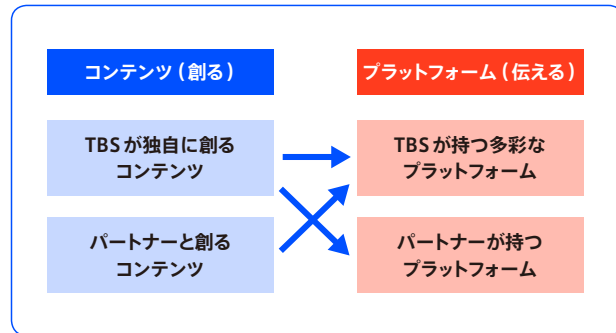 コンテンツ（創る）
プラットフォーム（伝える）
TBSが独自に創る
コンテンツ
TBSが持つ多彩な
プラットフォーム
パートナーと創る
コンテンツ
パートナーが持つ
プラットフォーム